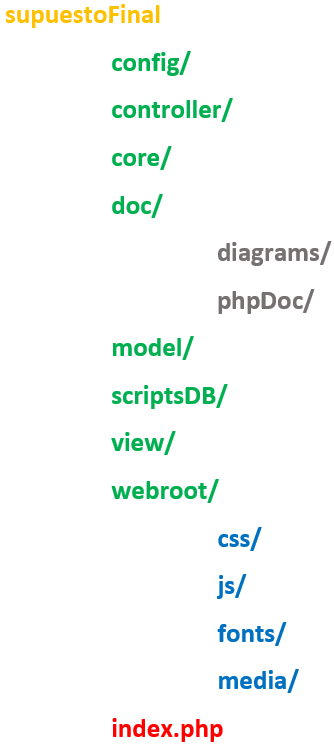 supuestoFinal
config/
controller/
core/
doc/
diagrams/
phpDoc/
model/
scriptsDB/
view/
webroot/
css/
js/
fonts/
media/
index.php